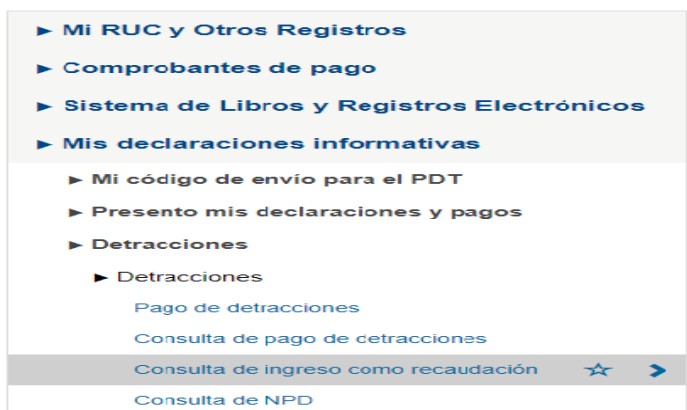 Mi RUC y Otros Registros
Comprobantes de pago
Sistema de Libros y Registros Electrónicos
Mis declaraciones informativas
Mi código de envío para el PDT
Presento mis declaraciones y pagos
Detracciones
Detracciones
Pago de detracciones
Consulta de pago de detracciones
Consulta de ingreso como recaudación
Consulta de NPD